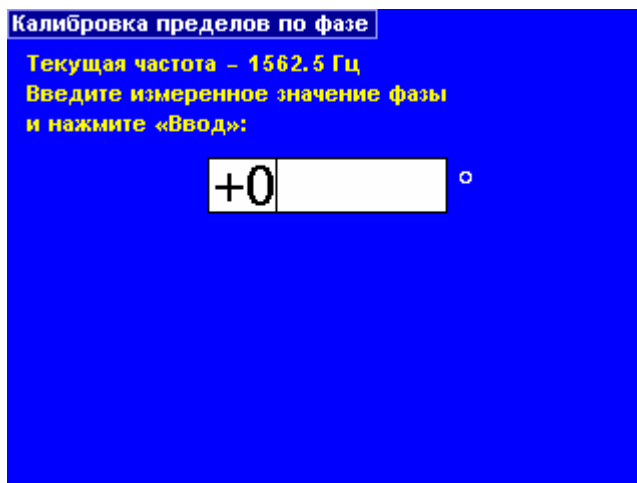 Калибровка пределов по фазе
Текущая частота – 1562.5 Гц
Введите измеренное значение фазы
и нажмите «Ввод»:
+0 °